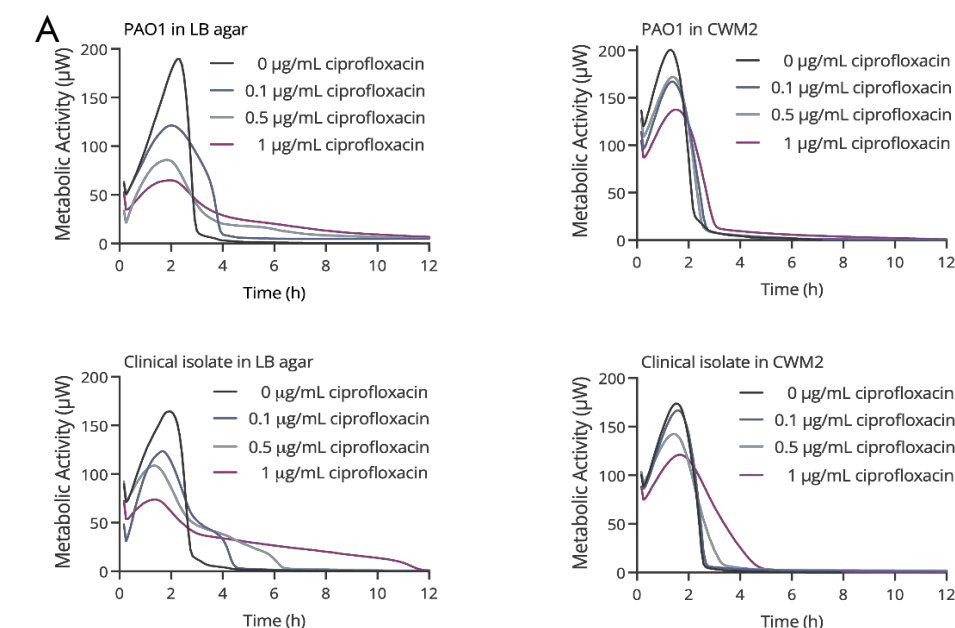 A
PAO1 in LB agar
Metabolic Activity (µW)
200
150
100
50
0
0 µg/mL ciprofloxacin
0.1 µg/mL ciprofloxacin
0.5 µg/mL ciprofloxacin
1 µg/mL ciprofloxacin
0 2 4 6 8 10 12
Time (h)
PAO1 in CWM2
Metabolic Activity (µW)
200
150
100
50
0
0 µg/mL ciprofloxacin
0.1 µg/mL ciprofloxacin
0.5 µg/mL ciprofloxacin
1 µg/mL ciprofloxacin
0 2 4 6 8 10 12
Time (h)
Clinical isolate in LB agar
Metabolic Activity (µW)
200
150
100
50
0
0 µg/mL ciprofloxacin
0.1 µg/mL ciprofloxacin
0.5 µg/mL ciprofloxacin
1 µg/mL ciprofloxacin
0 2 4 6 8 10 12
Time (h)
Clinical isolate in CWM2
Metabolic Activity (µW)
200
150
100
50
0
0 µg/mL ciprofloxacin
0.1 µg/mL ciprofloxacin
0.5 µg/mL ciprofloxacin
1 µg/mL ciprofloxacin
0 2 4 6 8 10 12
Time (h)